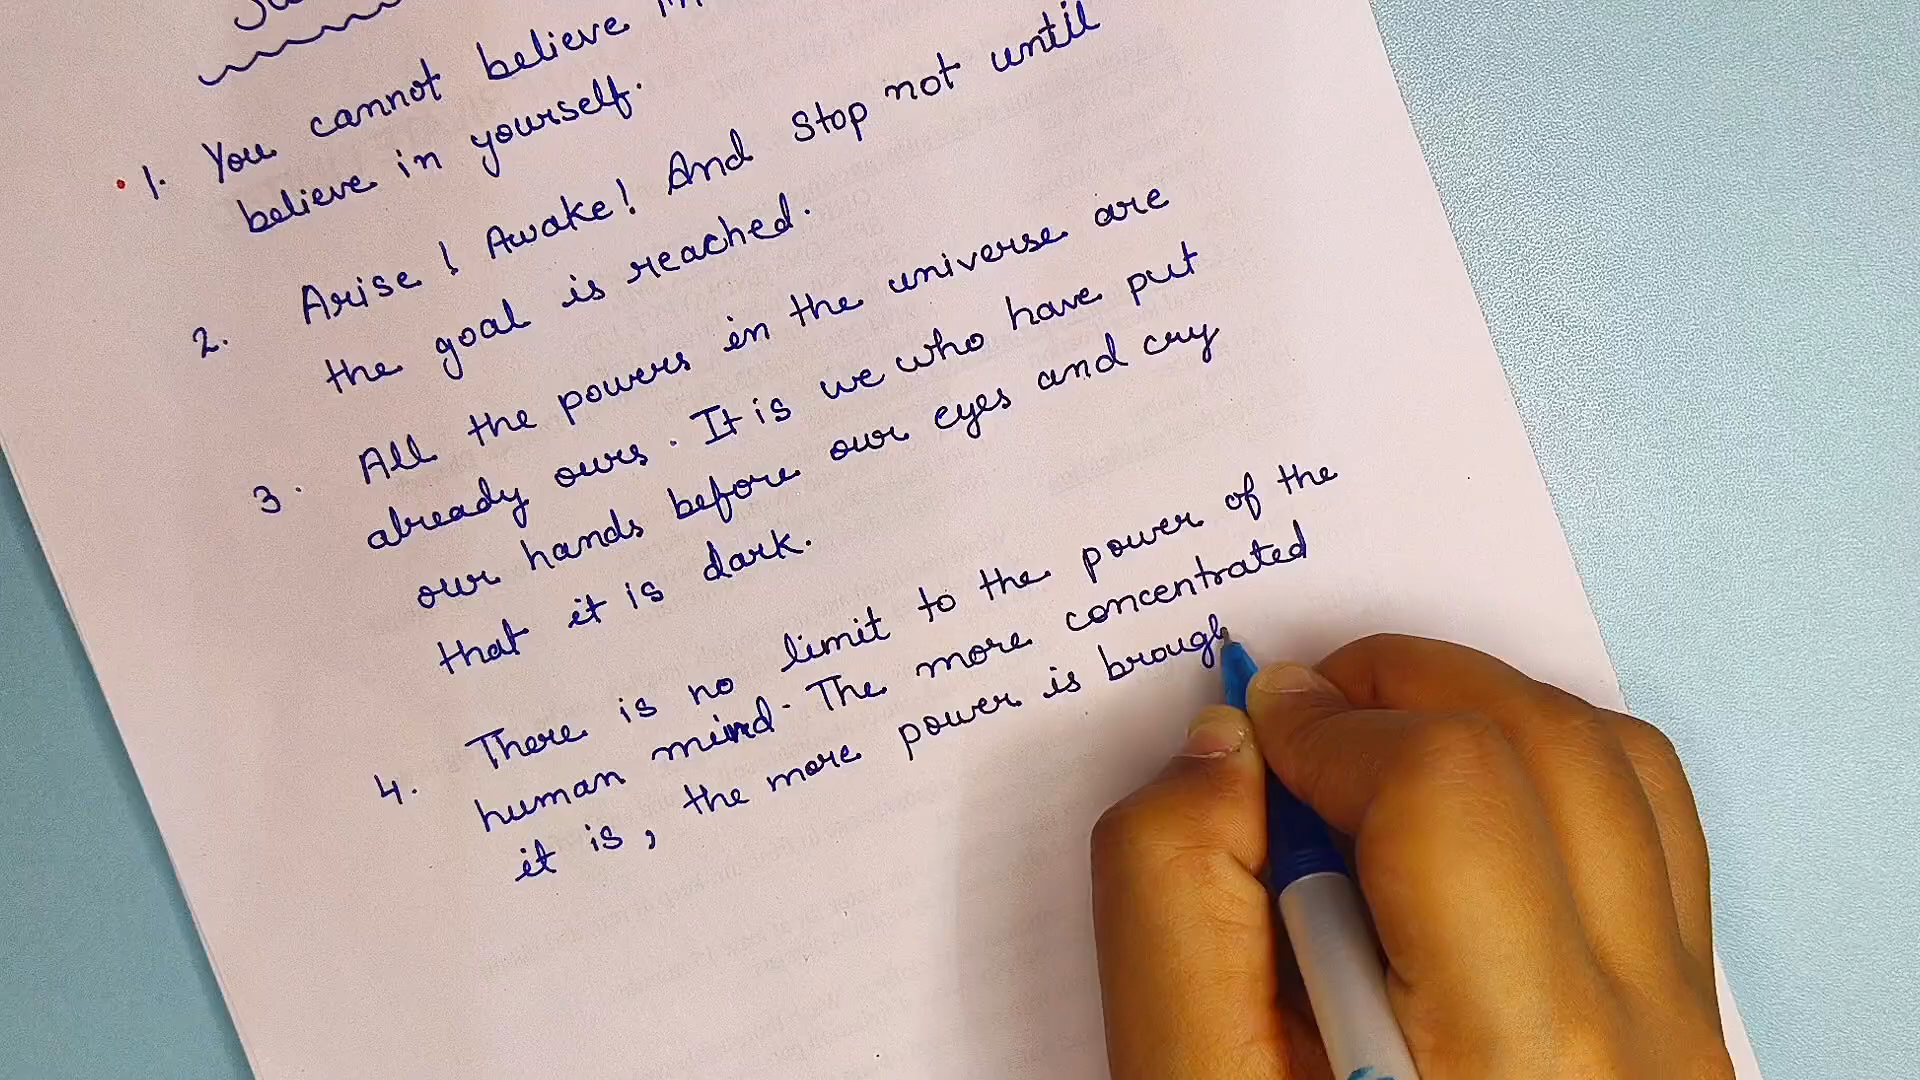 1. You cannot believe
believe in yourself.
2. Arise! Awake! And stop not until
the goal is reached.
3. All the powers in the universe are
already ours. It is we who have put
our hands before our eyes and cry
that it is dark.
4. There is no limit to the power of the
human mind. The more concentrated
it is, the more power is brough